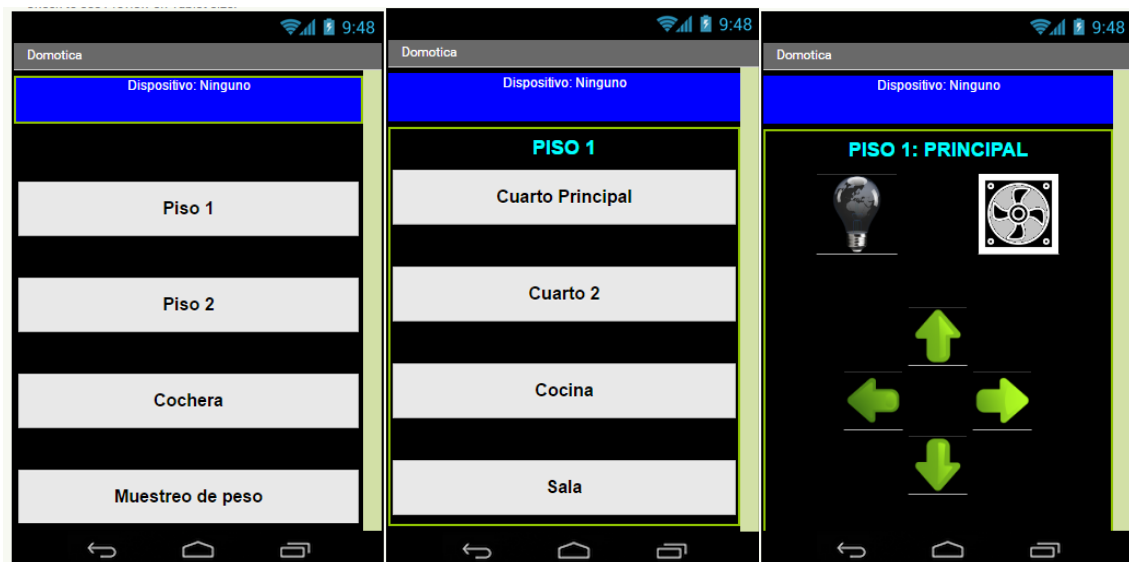 9:48
Domotica
Dispositivo: Ninguno
Piso 1
Piso 2
Cochera
Muestreo de peso
9:48
Domotica
Dispositivo: Ninguno
PISO 1
Cuarto Principal
Cuarto 2
Cocina
Sala
9:48
Domotica
Dispositivo: Ninguno
PISO 1: PRINCIPAL